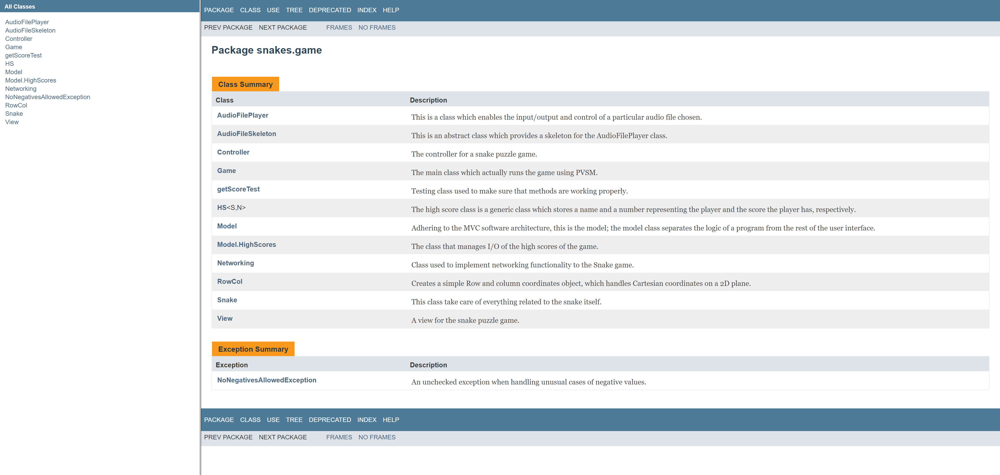 All Classes
AudioFilePlayer
AudioFileSkeleton
Controller
Game
getScoreTest
HS
Model
Model.HighScores
Networking
NoNegativesAllowedException
RowCol
Snake
View
PACKAGE CLASS USE TREE DEPRECATED INDEX HELP
PREV PACKAGE NEXT PACKAGE FRAMES NO FRAMES
Package snakes.game
Class Summary
Class Description
AudioFilePlayer This is a class which enables the input/output and control of a particular audio file chosen.
AudioFileSkeleton This is an abstract class which provides a skeleton for the AudioFilePlayer class.
Controller The controller for a snake puzzle game.
Game The main class which actually runs the game using PVSM.
getScoreTest Testing class used to make sure that methods are working properly.
HS<S,N> The high score class is a generic class which stores a name and a number representing the player and the score the player has, respectively.
Model Adhering to the MVC software architecture, this is the model; the model class separates the logic of a program from the rest of the user interface.
Model.HighScores The class that manages I/O of the high scores of the game.
Networking Class used to implement networking functionality to the Snake game.
RowCol Creates a simple Row and column coordinates object, which handles Cartesian coordinates on a 2D plane.
Snake This class take care of everything related to the snake itself.
View A view for the snake puzzle game.
Exception Summary
Exception Description
NoNegativesAllowedException An unchecked exception when handling unusual cases of negative values.
PACKAGE CLASS USE TREE DEPRECATED INDEX HELP
PREV PACKAGE NEXT PACKAGE FRAMES NO FRAMES